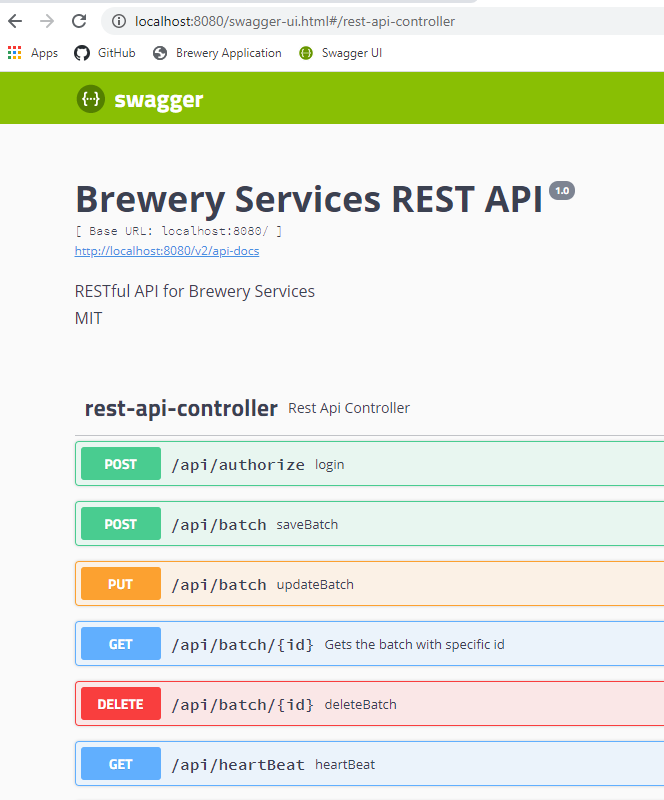 localhost:8080/swagger-ui.html#/rest-api-controller
Apps GitHub Brewery Application Swagger UI
{···} swagger
Brewery Services REST API 1.0
[ Base URL: localhost:8080/ ]
http://localhost:8080/v2/api-docs
RESTful API for Brewery Services
MIT
rest-api-controller Rest Api Controller
POST /api/authorize login
POST /api/batch saveBatch
PUT /api/batch updateBatch
GET /api/batch/{id} Gets the batch with specific id
DELETE /api/batch/{id} deleteBatch
GET /api/heartBeat heartBeat